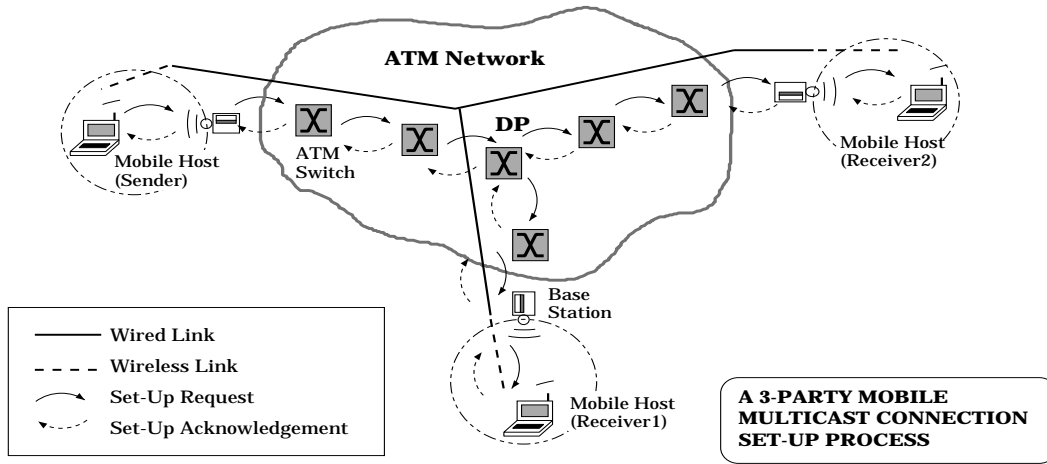 ATM Network
DP
ATM
Switch
Mobile Host
(Sender)
Mobile Host
(Receiver2)
Base
Station
Mobile Host
(Receiver1)
Wired Link
Wireless Link
Set-Up Request
Set-Up Acknowledgement
A 3-PARTY MOBILE
MULTICAST CONNECTION
SET-UP PROCESS